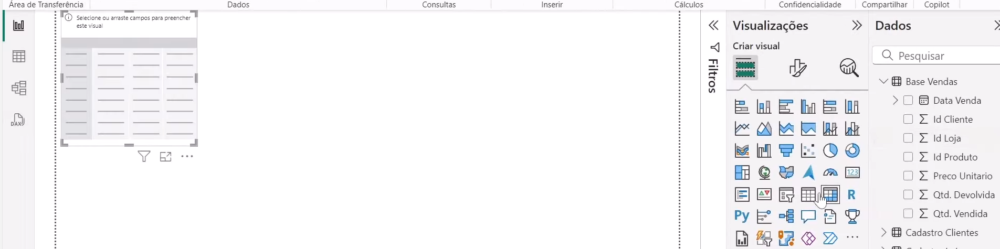 Área de Transferência
Dados
Consultas
Inserir
Cálculos
Confidencialidade
Compartilhar
Copilot
Selecione ou arraste campos para preencher
este visual
DAX
Filtros
Visualizações
Criar visual
123
R
Py
Dados
Pesquisar
Base Vendas
Data Venda
Id Cliente
Id Loja
Id Produto
Preco Unitario
Qtd. Devolvida
Qtd. Vendida
Cadastro Clientes